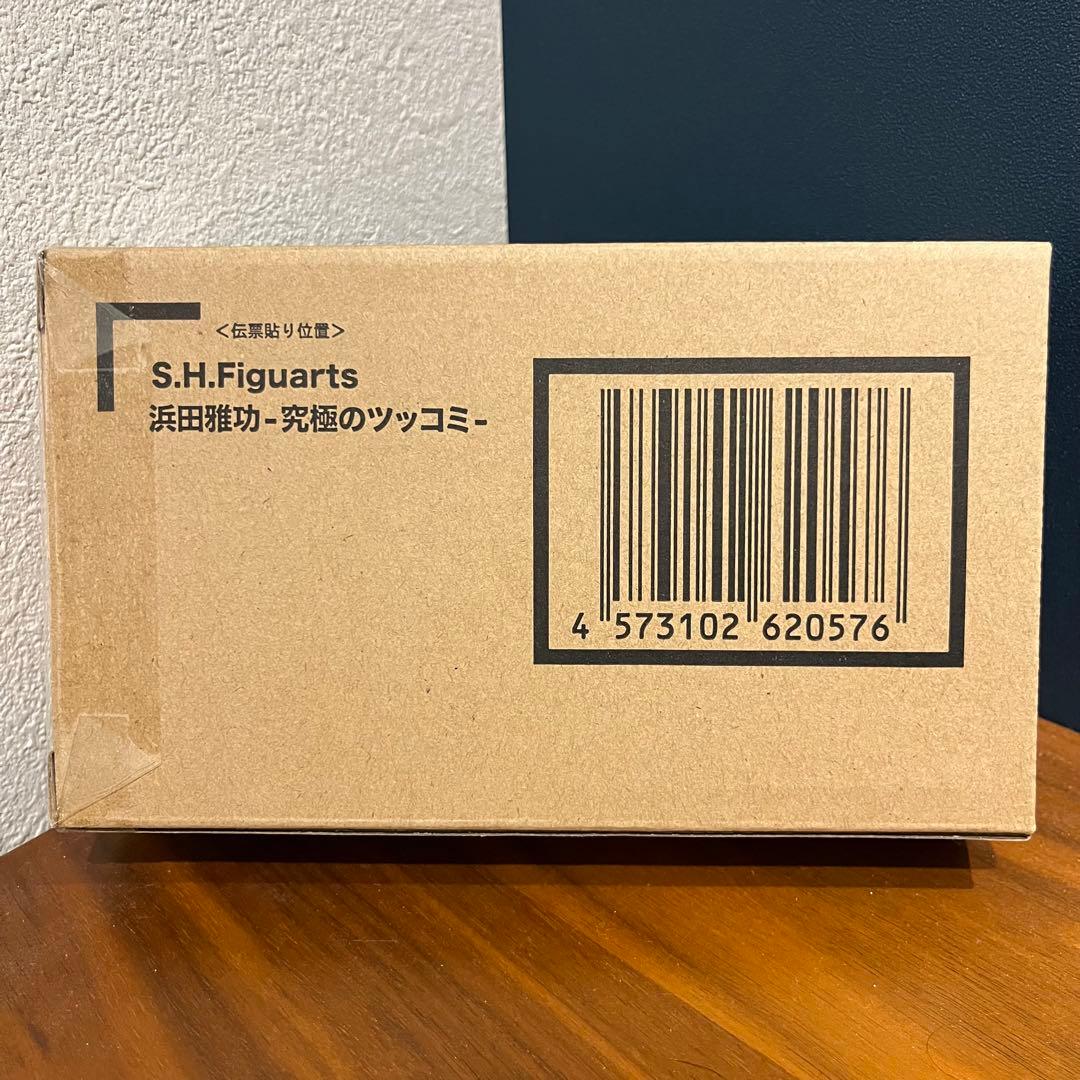 <伝票貼り位置>
S.H.Figuarts
浜田雅功-究極のツッコミ-
4 573102 620576